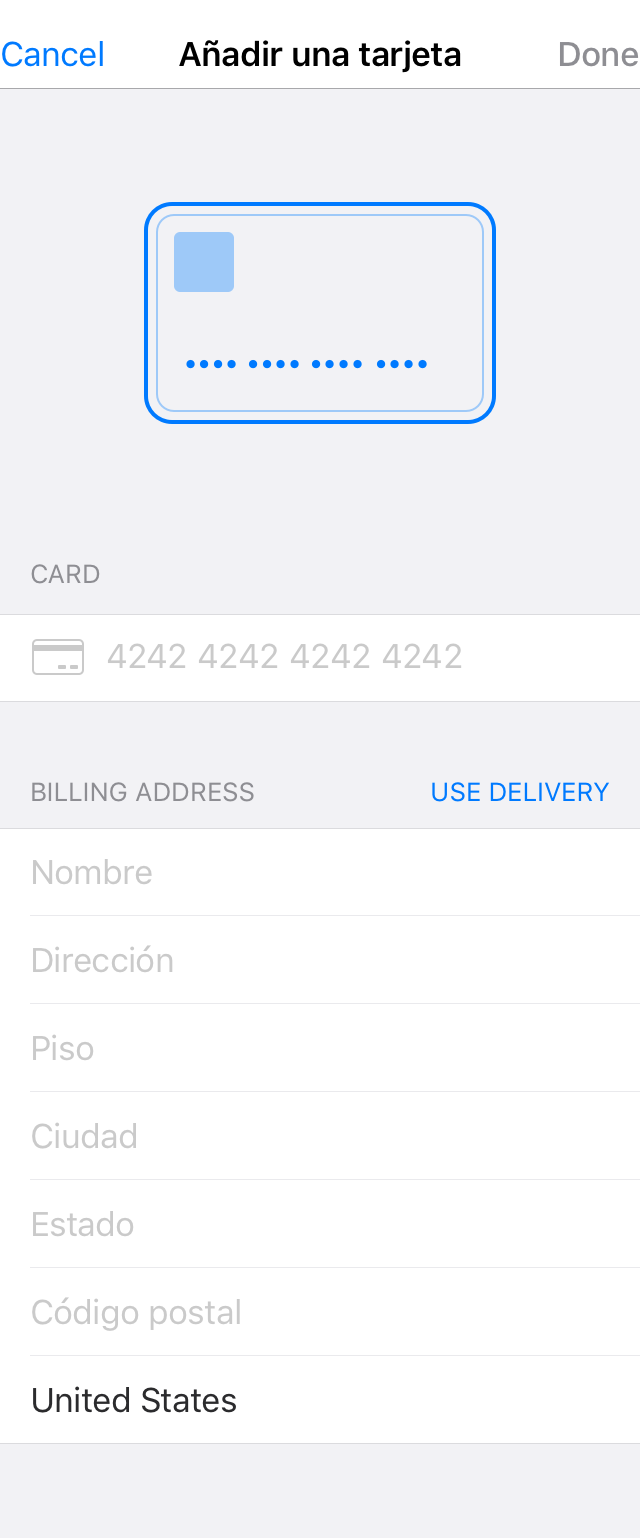 Cancel Añadir una tarjeta Done
CARD
4242 4242 4242 4242
BILLING ADDRESS USE DELIVERY
Nombre
Dirección
Piso
Ciudad
Estado
Código postal
United States